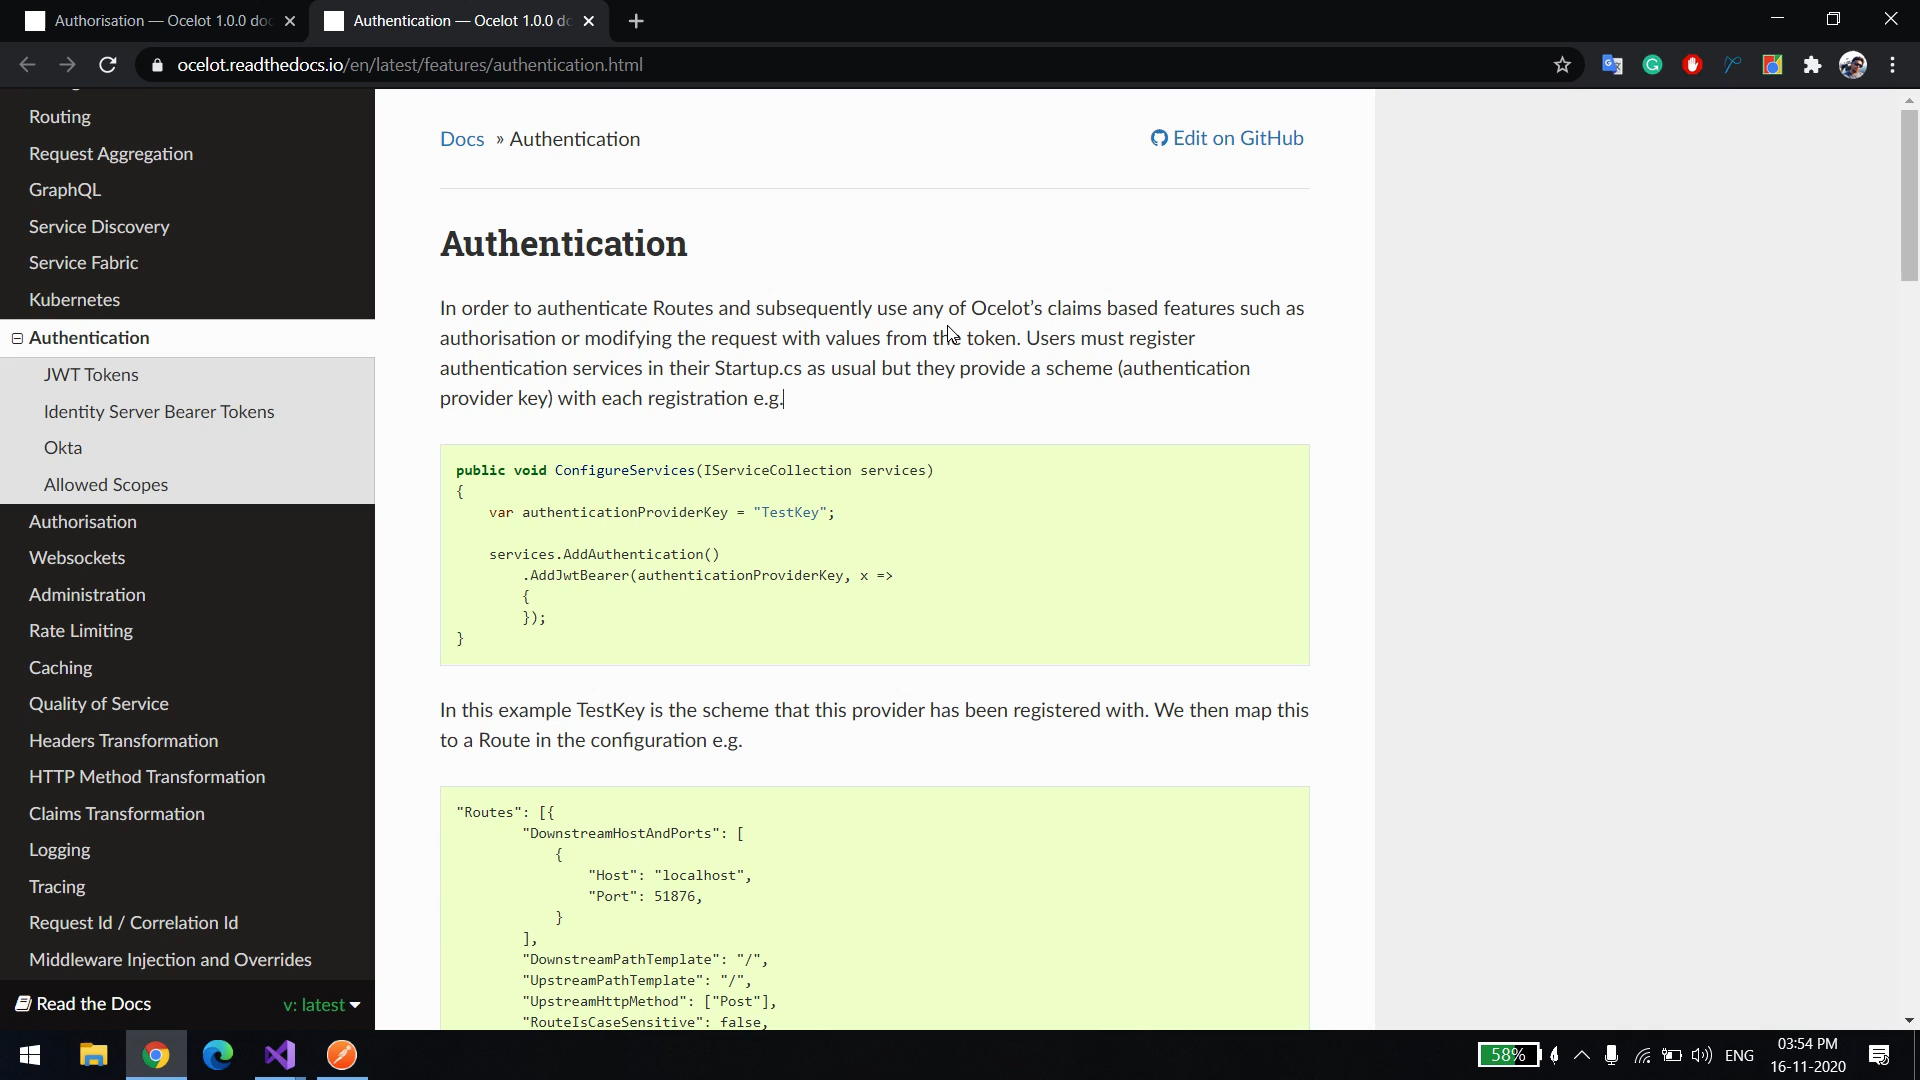 Authorisation — Ocelot 1.0.0 doc
Authentication — Ocelot 1.0.0 do
ocelot.readthedocs.io/en/latest/features/authentication.html
Routing
Request Aggregation
GraphQL
Service Discovery
Service Fabric
Kubernetes
Authentication
JWT Tokens
Identity Server Bearer Tokens
Okta
Allowed Scopes
Authorisation
Websockets
Administration
Rate Limiting
Caching
Quality of Service
Headers Transformation
HTTP Method Transformation
Claims Transformation
Logging
Tracing
Request Id / Correlation Id
Middleware Injection and Overrides
Read the Docs
v: latest
Docs » Authentication
Edit on GitHub
Authentication
In order to authenticate Routes and subsequently use any of Ocelot’s claims based features such as
authorisation or modifying the request with values from the token. Users must register
authentication services in their Startup.cs as usual but they provide a scheme (authentication
provider key) with each registration e.g.
public void ConfigureServices(IServiceCollection services)
{
var authenticationProviderKey = "TestKey";
services.AddAuthentication()
.AddJwtBearer(authenticationProviderKey, x =>
{
});
}
In this example TestKey is the scheme that this provider has been registered with. We then map this
to a Route in the configuration e.g.
"Routes": [{
"DownstreamHostAndPorts": [
{
"Host": "localhost",
"Port": 51876,
}
],
"DownstreamPathTemplate": "/",
"UpstreamPathTemplate": "/",
"UpstreamHttpMethod": ["Post"],
"RouteIsCaseSensitive": false,
58%
ENG
03:54 PM
16-11-2020